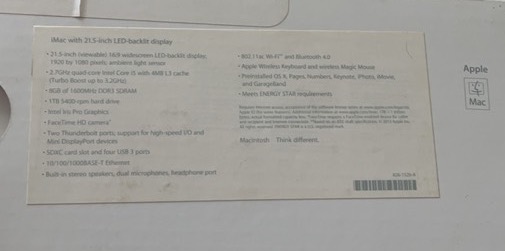 iMac with 21.5-inch LED-backlit display
• 21.5-inch (viewable) 16:9 widescreen LED-backlit display;
1920 by 1080 pixels; ambient light sensor
• 2.7GHz quad-core Intel Core i5 with 4MB L3 cache
(Turbo Boost up to 3.2GHz)
• 8GB of 1600MHz DDR3 SDRAM
• 1TB 5400-rpm hard drive
• Intel Iris Pro Graphics
• FaceTime HD camera
• Two Thunderbolt ports, support for high-speed I/O and
Mini DisplayPort devices
• SDXC card slot and four USB 3 ports
• 10/100/1000BASE-T Ethernet
• Built-in stereo speakers, dual microphones, headphone port
• 802.11ac Wi-Fi and Bluetooth 4.0
• Apple Wireless Keyboard and wireless Magic Mouse
• Preinstalled OS X, Pages, Numbers, Keynote, iPhoto, iMovie,
and GarageBand
• Meets ENERGY STAR requirements
Macintosh Think different.
Apple
Mac